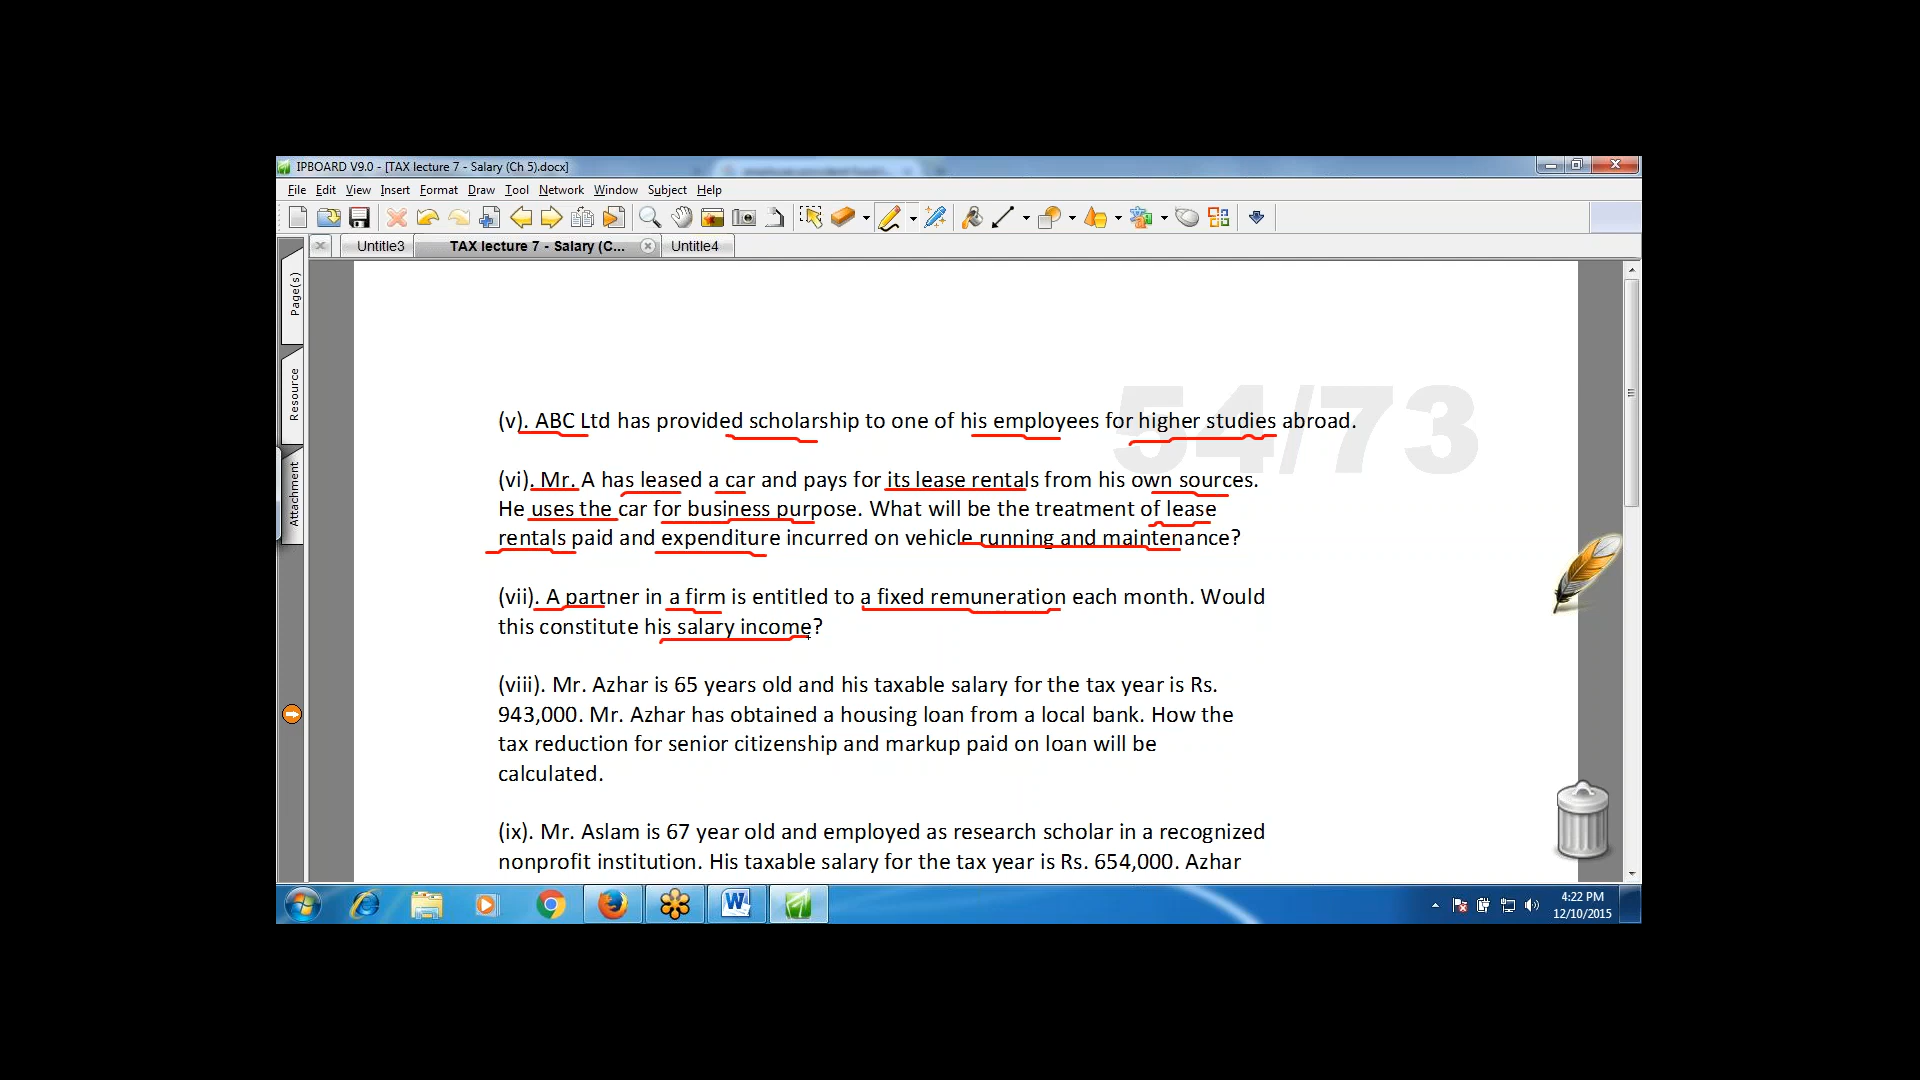 IPBOARD V9.0 - [TAX lecture 7 - Salary (Ch 5).docx]
File Edit View Insert Format Draw Tool Network Window Subject Help
Untitle3 TAX lecture 7 - Salary (C... Untitle4
Page(s)
Resource
Attachment
54/73
(v). ABC Ltd has provided scholarship to one of his employees for higher studies abroad.
(vi). Mr. A has leased a car and pays for its lease rentals from his own sources.
He uses the car for business purpose. What will be the treatment of lease
rentals paid and expenditure incurred on vehicle running and maintenance?
(vii). A partner in a firm is entitled to a fixed remuneration each month. Would
this constitute his salary income?
(viii). Mr. Azhar is 65 years old and his taxable salary for the tax year is Rs.
943,000. Mr. Azhar has obtained a housing loan from a local bank. How the
tax reduction for senior citizenship and markup paid on loan will be
calculated.
(ix). Mr. Aslam is 67 year old and employed as research scholar in a recognized
nonprofit institution. His taxable salary for the tax year is Rs. 654,000. Azhar
4:22 PM
12/10/2015